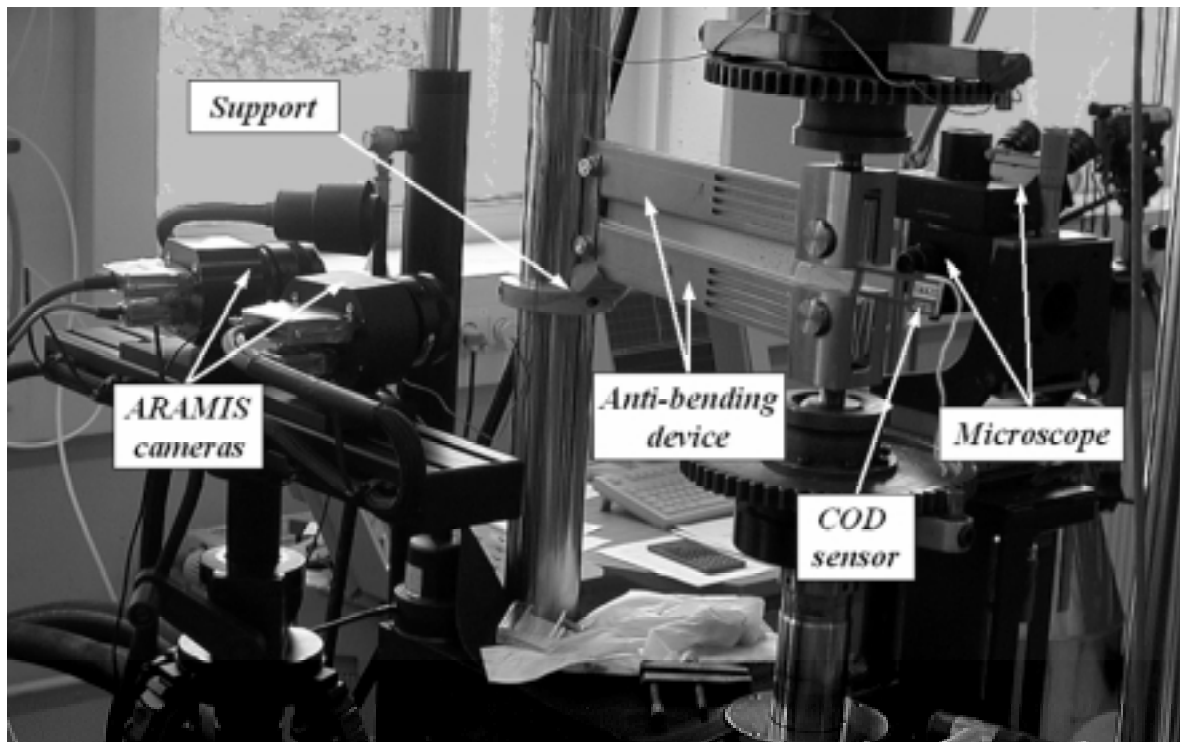 Support
ARAMIS
cameras
Anti-bending
device
Microscope
COD
sensor